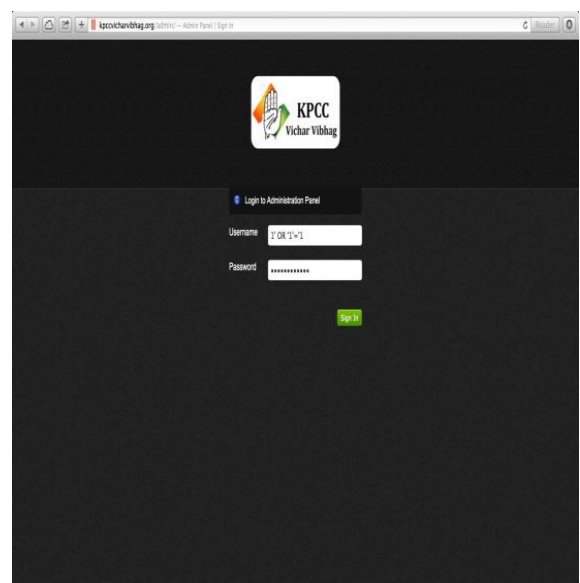 kpccvicharvibhag.org/admin/ — Admin Panel | Sign In
Reader
KPCC
Vichar Vibhag
Login to Administration Panel
Username
1' OR '1'='1
Password
Sign In